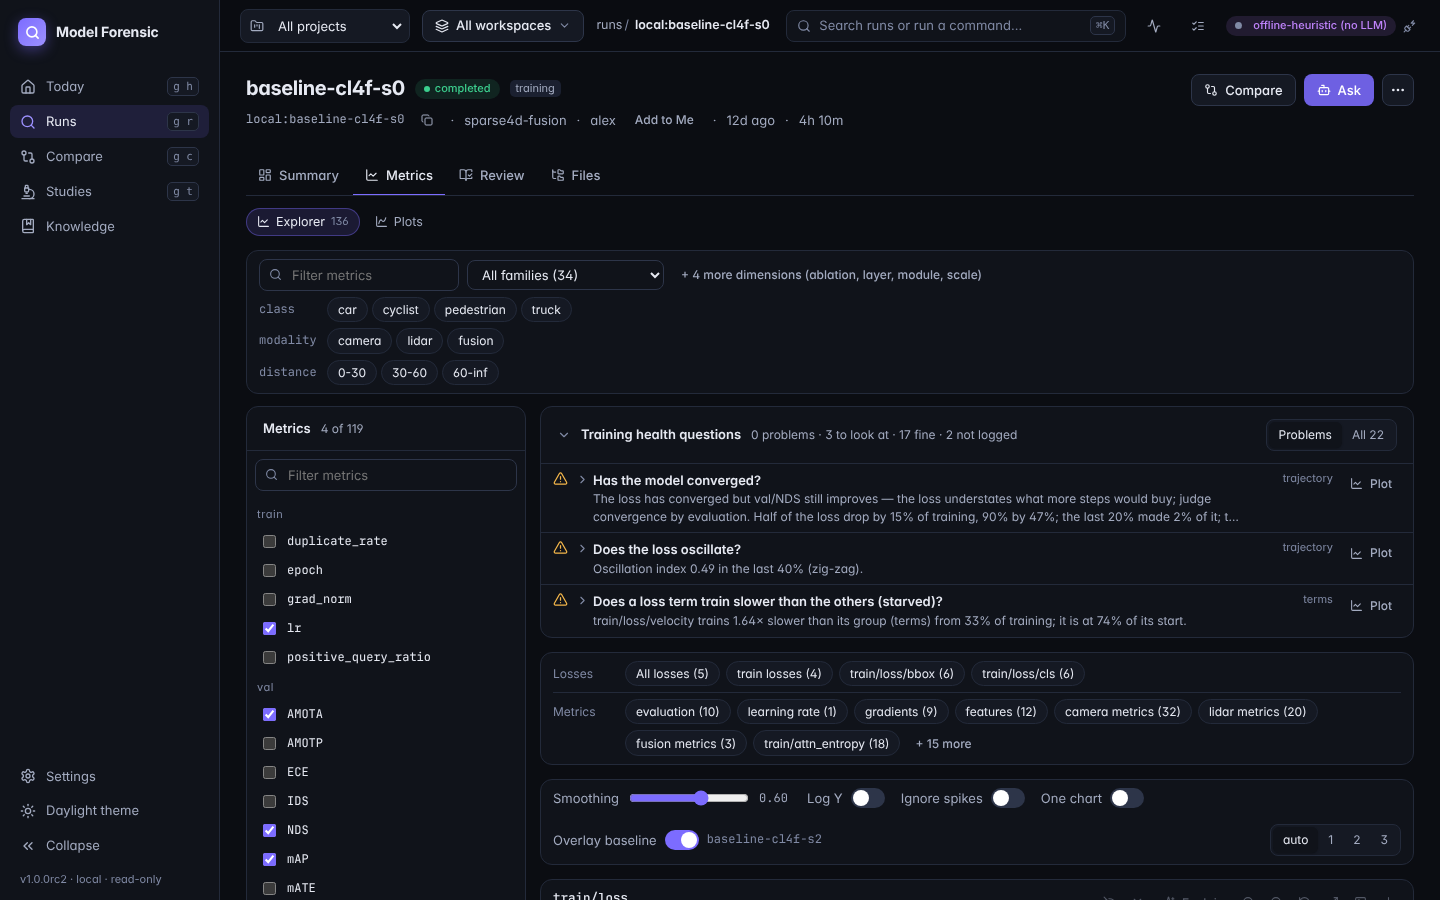 Model Forensic
All projects
All workspaces
runs / local:baseline-cl4f-s0
Search runs or run a command...
⌘K
offline-heuristic (no LLM)
Today
g h
Runs
g r
Compare
g c
Studies
g t
Knowledge
baseline-cl4f-s0
completed
training
Compare
Ask
local:baseline-cl4f-s0 · sparse4d-fusion · alex Add to Me · 12d ago · 4h 10m
Summary
Metrics
Review
Files
Explorer 136
Plots
Filter metrics
All families (34)
+ 4 more dimensions (ablation, layer, module, scale)
class car cyclist pedestrian truck
modality camera lidar fusion
distance 0-30 30-60 60-inf
Metrics 4 of 119
Filter metrics
train
duplicate_rate
epoch
grad_norm
lr
positive_query_ratio
val
AMOTA
AMOTP
ECE
IDS
NDS
mAP
mATE
Training health questions 0 problems · 3 to look at · 17 fine · 2 not logged
Problems All 22
Has the model converged?
trajectory
Plot
The loss has converged but val/NDS still improves — the loss understates what more steps would buy; judge
convergence by evaluation. Half of the loss drop by 15% of training, 90% by 47%; the last 20% made 2% of it; t...
Does the loss oscillate?
trajectory
Plot
Oscillation index 0.49 in the last 40% (zig-zag).
Does a loss term train slower than the others (starved)?
terms
Plot
train/loss/velocity trains 1.64× slower than its group (terms) from 33% of training; it is at 74% of its start.
Losses All losses (5) train losses (4) train/loss/bbox (6) train/loss/cls (6)
Metrics evaluation (10) learning rate (1) gradients (9) features (12) camera metrics (32) lidar metrics (20)
fusion metrics (3) train/attn_entropy (18) + 15 more
Smoothing 0.60 Log Y Ignore spikes One chart
Overlay baseline baseline-cl4f-s2
auto 1 2 3
train/loss
Settings
Daylight theme
Collapse
v1.0.0rc2 · local · read-only